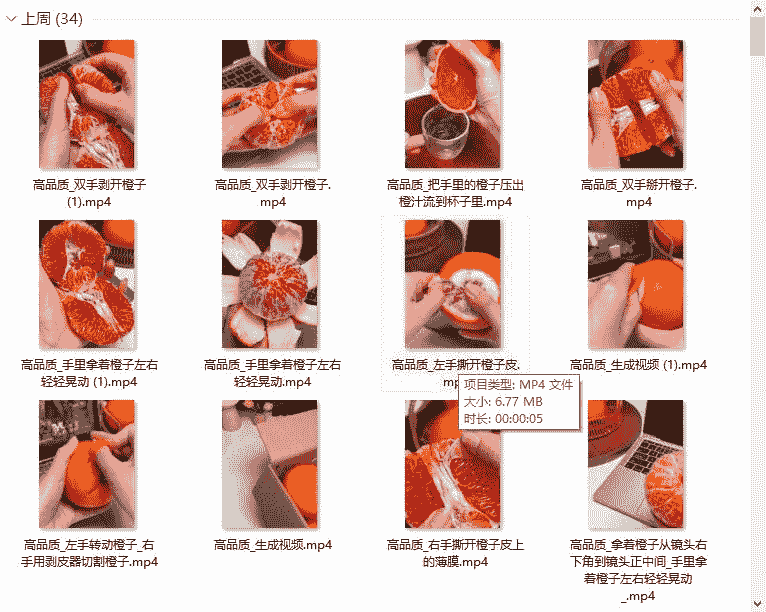 上周 (34)
高品质_双手剥开橙子
(1).mp4
高品质_双手剥开橙子.
mp4
高品质_把手里的橙子压出
橙汁流到杯子里.mp4
高品质_双手掰开橙子.
mp4
高品质_手里拿着橙子左右
轻轻晃动 (1).mp4
高品质_手里拿着橙子左右
轻轻晃动.mp4
高品质_左手撕开橙子皮.
mp
高品质_生成视频 (1).mp4
项目类型: MP4 文件
大小: 6.77 MB
时长: 00:00:05
高品质_左手转动橙子_右
手用剥皮器切割橙子.mp4
高品质_生成视频.mp4
高品质_右手撕开橙子皮上
的薄膜.mp4
高品质_拿着橙子从镜头右
下角到镜头正中间_手里拿
着橙子左右轻轻晃动
_.mp4